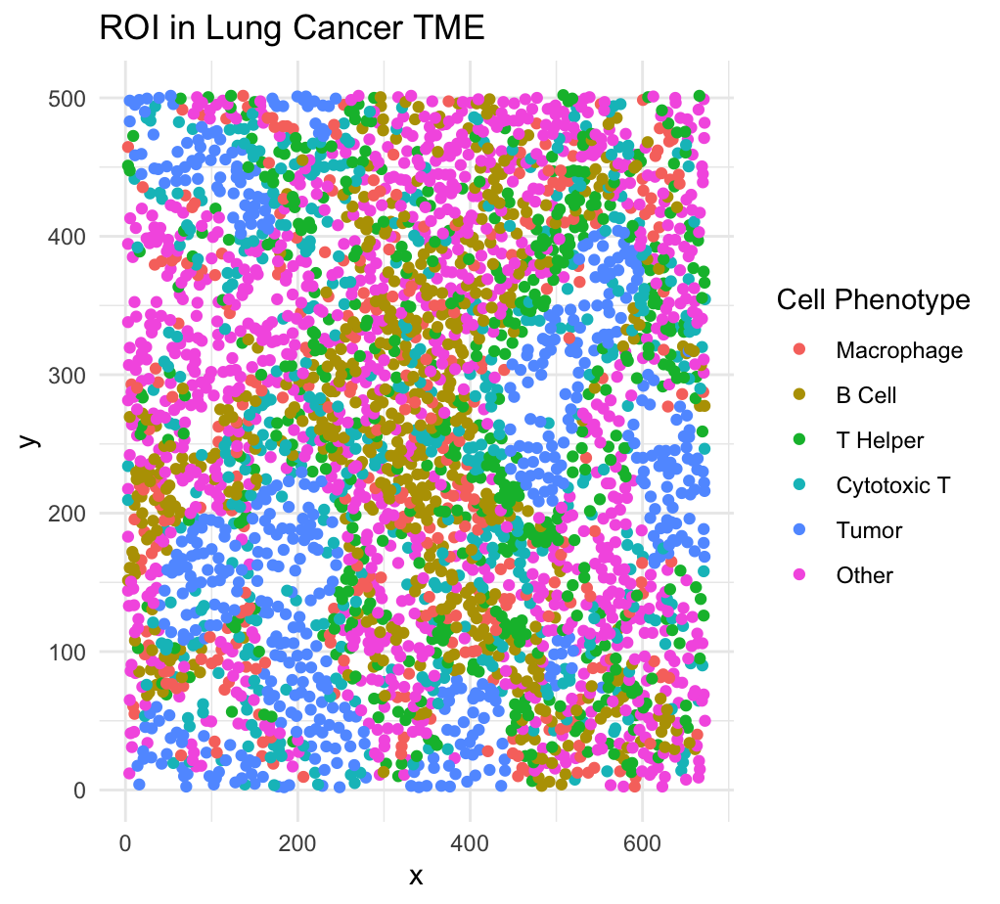 ROI in Lung Cancer TME
500
400
300
200
100
0
y
0 200 400 600
x
Cell Phenotype
Macrophage
B Cell
T Helper
Cytotoxic T
Tumor
Other